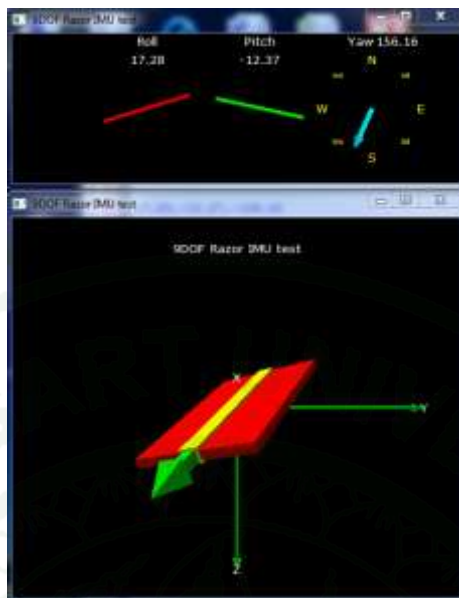 9DOF Razor IMU test
Roll Pitch Yaw 156.16
17.28 -12.37 N
W E
S
9DOF Razor IMU test
9DOF Razor IMU test
X
Y
Z